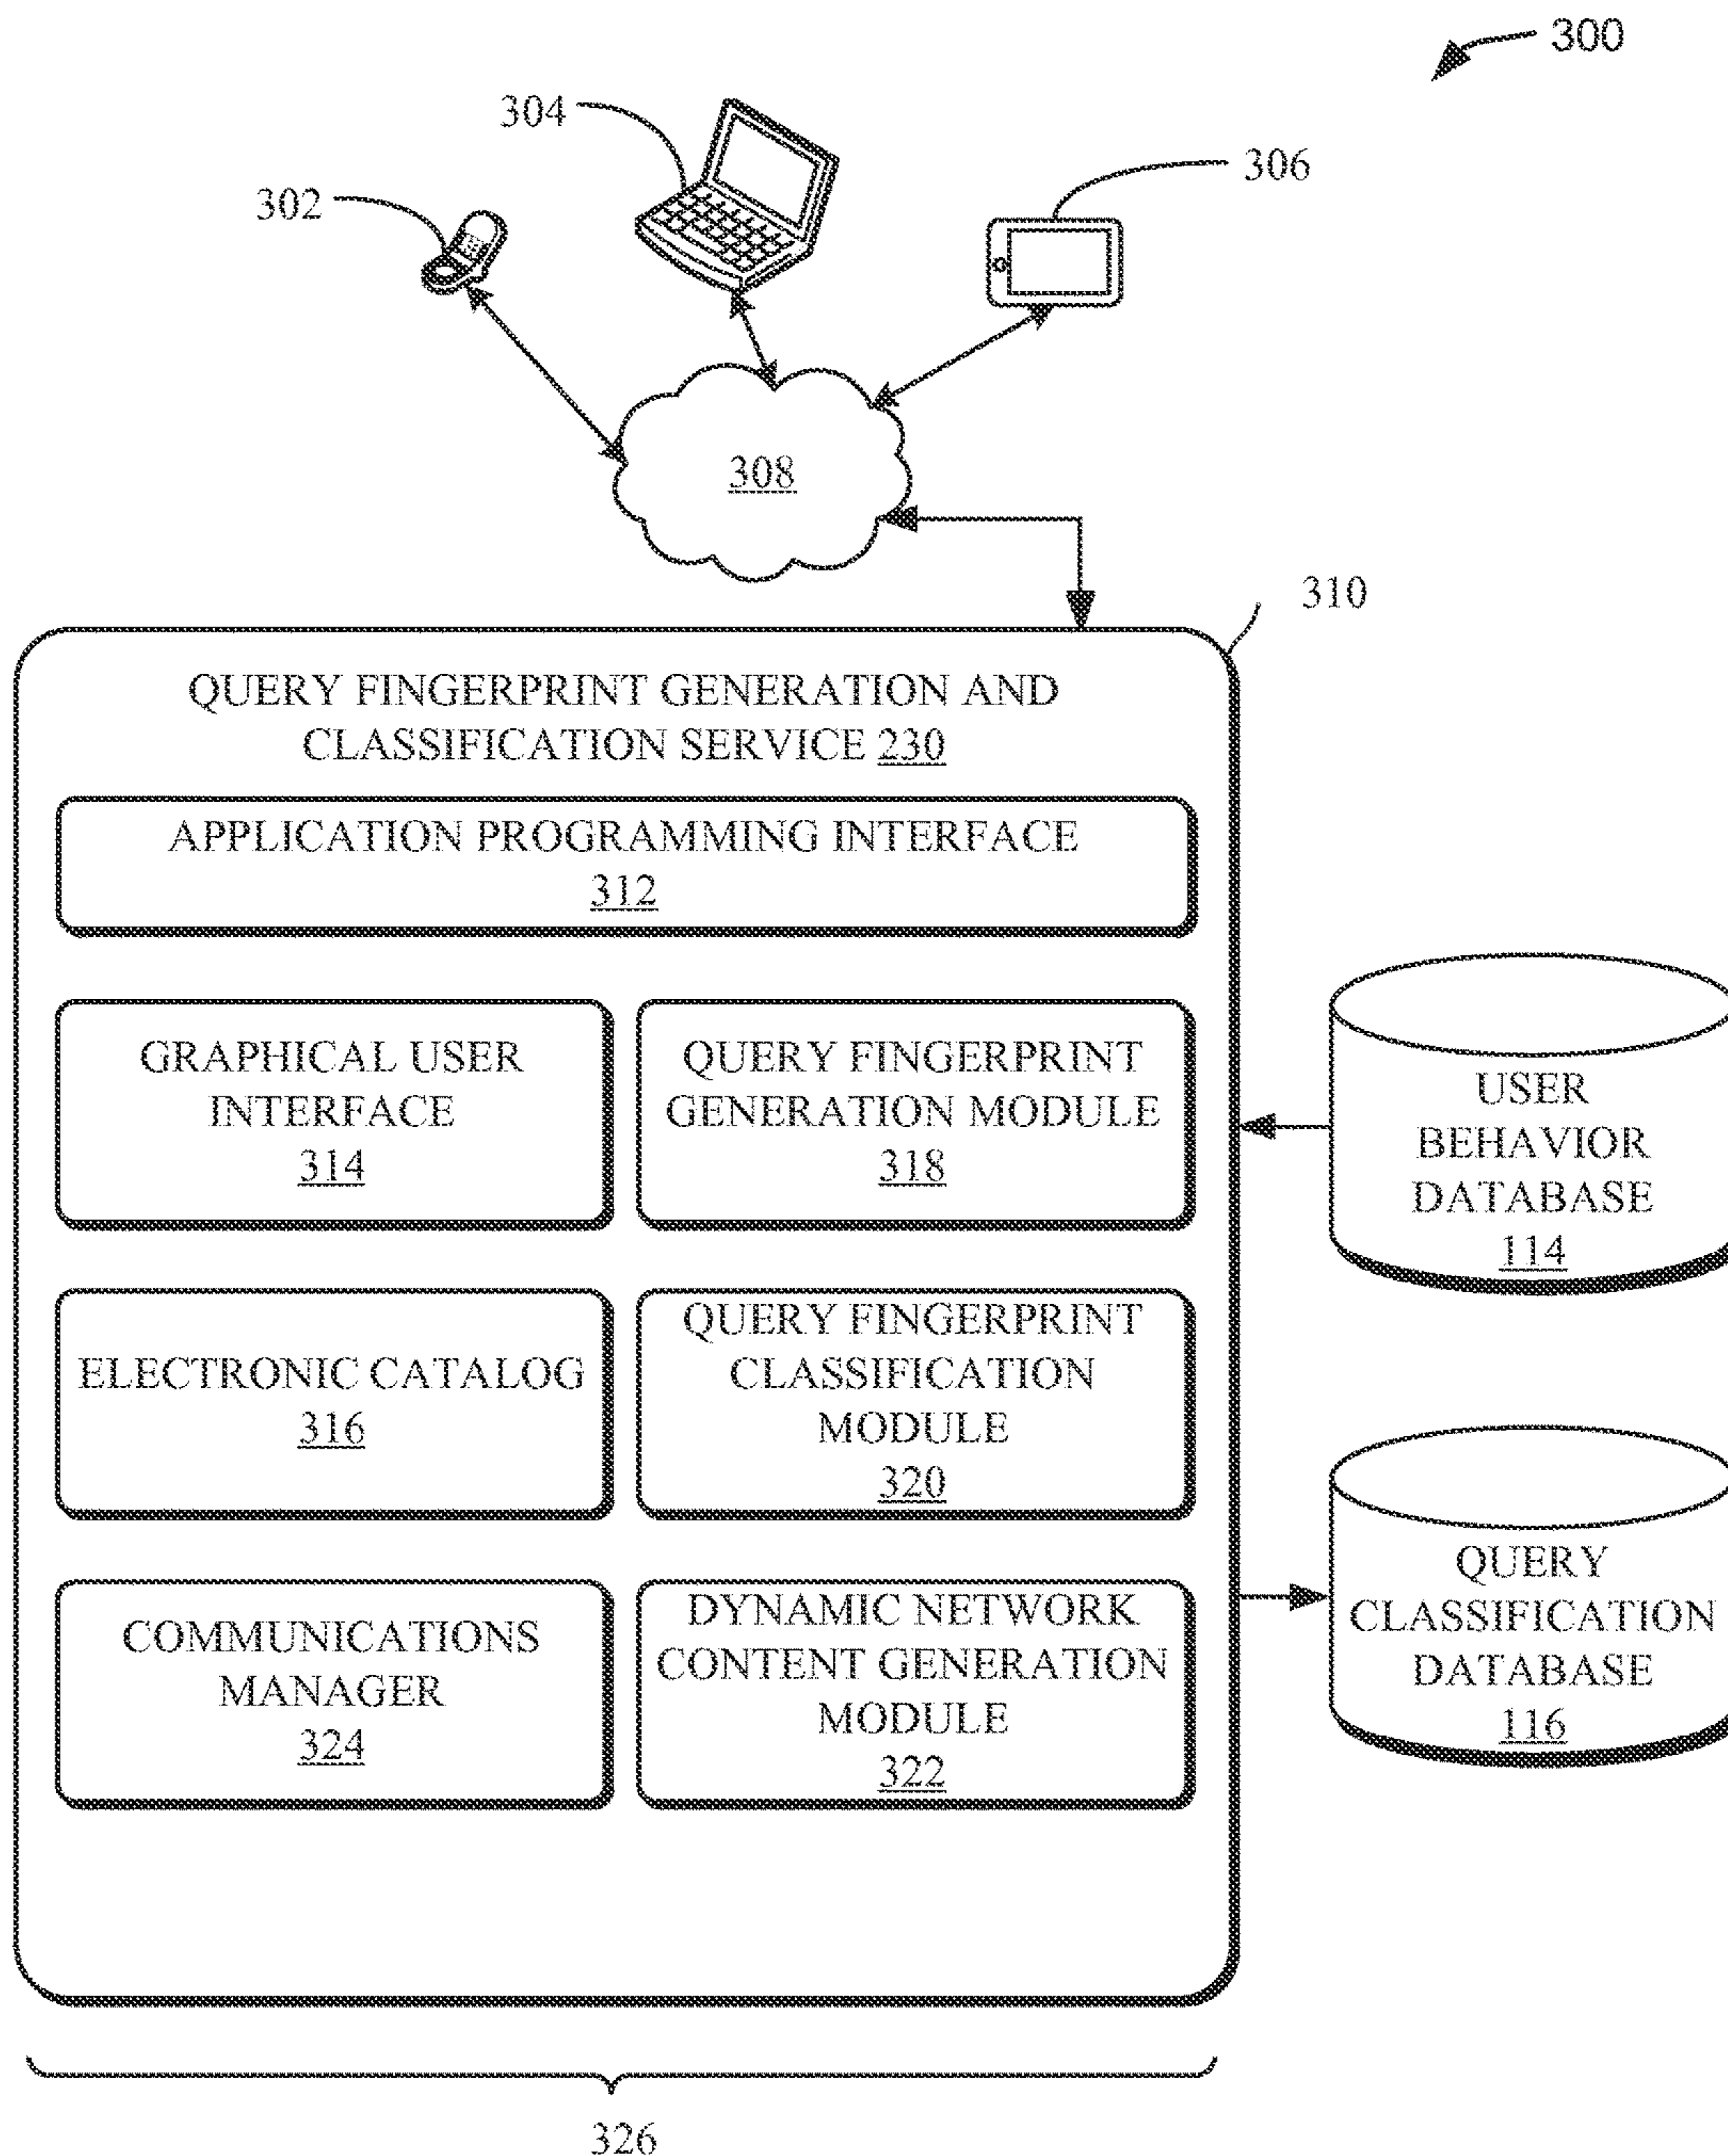 300
304
302
306
308
310
QUERY FINGERPRINT GENERATION AND
CLASSIFICATION SERVICE 230
APPLICATION PROGRAMMING INTERFACE
312
GRAPHICAL USER
INTERFACE
314
QUERY FINGERPRINT
GENERATION MODULE
318
USER
BEHAVIOR
DATABASE
114
ELECTRONIC CATALOG
316
QUERY FINGERPRINT
CLASSIFICATION
MODULE
320
COMMUNICATIONS
MANAGER
324
DYNAMIC NETWORK
CONTENT GENERATION
MODULE
322
QUERY
CLASSIFICATION
DATABASE
116
326